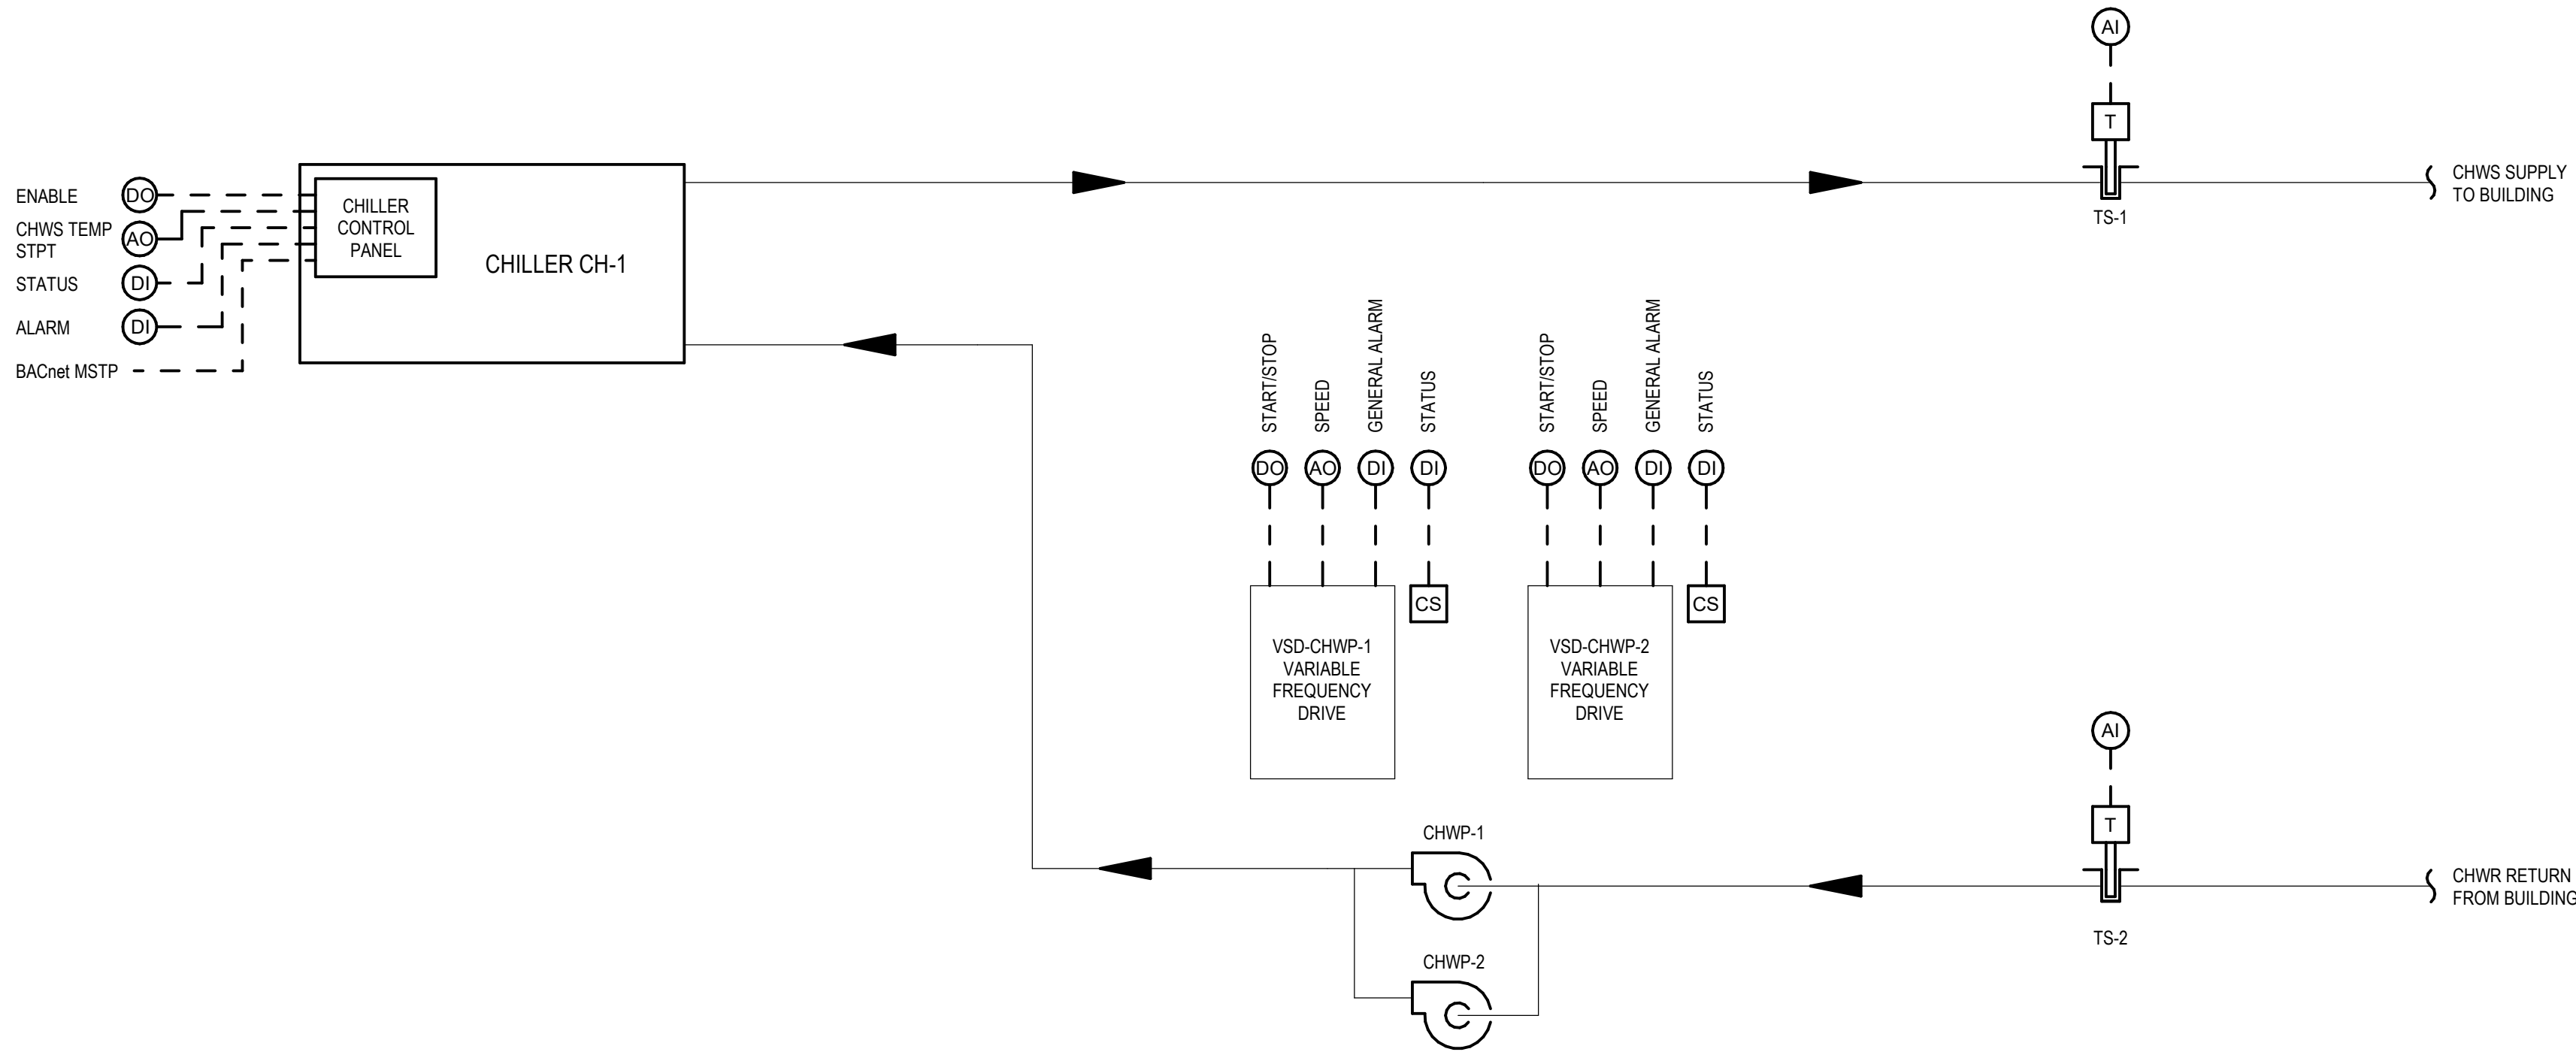 AI
T
TS-1
CHWS SUPPLY
TO BUILDING
ENABLE
DO
CHWS TEMP
STPT
AO
STATUS
DI
ALARM
DI
BACnet MSTP
CHILLER
CONTROL
PANEL
CHILLER CH-1
START/STOP
SPEED
GENERAL ALARM
STATUS
START/STOP
SPEED
GENERAL ALARM
STATUS
DO
AO
DI
DI
DO
AO
DI
DI
CS
CS
VSD-CHWP-1
VARIABLE
FREQUENCY
DRIVE
VSD-CHWP-2
VARIABLE
FREQUENCY
DRIVE
AI
T
TS-2
CHWR RETURN
FROM BUILDING
CHWP-1
CHWP-2